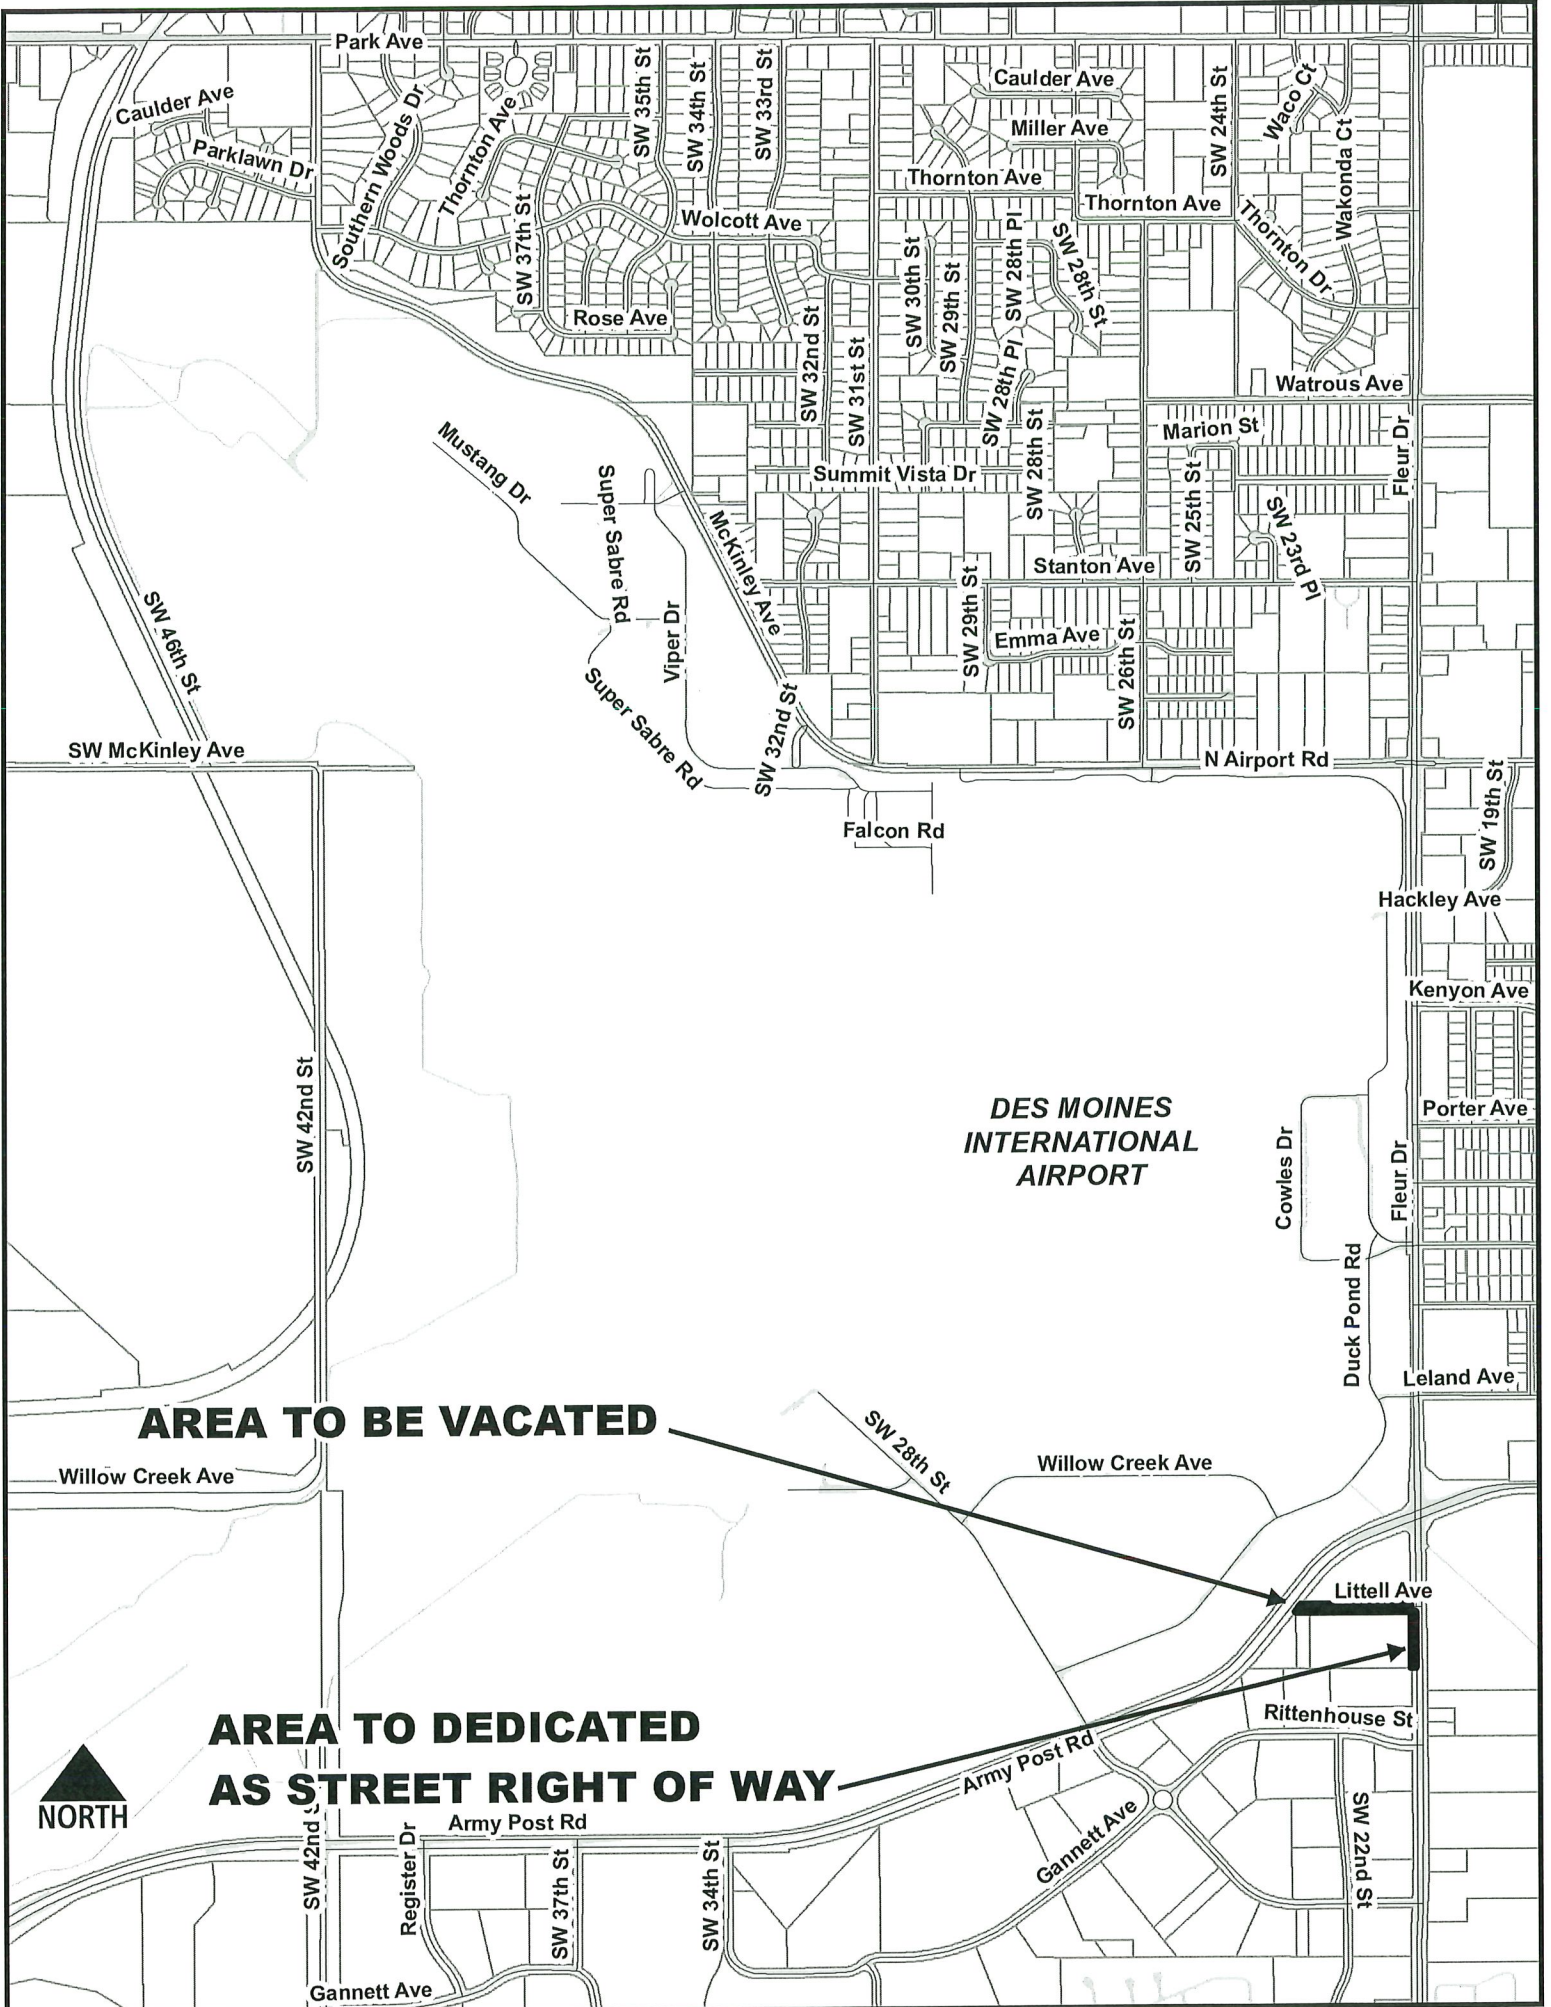 Park Ave
Caulder Ave
Parklawn Dr
Southern Woods Dr
Thornton Ave
SW 35th St
SW 34th St
SW 33rd St
SW 37th St
Wolcott Ave
Rose Ave
Caulder Ave
Miller Ave
Thornton Ave
Thornton Ave
SW 24th St
Waco Ct
Wakonda Ct
Thornton Dr
SW 30th St
SW 29th St
SW 28th Pl
SW 28th St
SW 32nd St
SW 31st St
SW 28th Pl
SW 28th St
Watrous Ave
Marion St
Fleur Dr
Mustang Dr
Super Sabre Rd
Summit Vista Dr
SW 25th St
SW 23rd Pl
McKinley Ave
Stanton Ave
SW 46th St
Viper Dr
Super Sabre Rd
SW 29th St
Emma Ave
SW 26th St
SW 32nd St
SW McKinley Ave
N Airport Rd
SW 19th St
Falcon Rd
Hackley Ave
Kenyon Ave
SW 42nd St
DES MOINES
INTERNATIONAL
AIRPORT
Porter Ave
Cowles Dr
Fleur Dr
Duck Pond Rd
Leland Ave
AREA TO BE VACATED
SW 28th St
Willow Creek Ave
Willow Creek Ave
Littell Ave
AREA TO DEDICATED
AS STREET RIGHT OF WAY
Rittenhouse St
Army Post Rd
NORTH
Army Post Rd
SW 42nd S
Register Dr
SW 37th St
SW 34th St
Gannett Ave
SW 22nd St
Gannett Ave